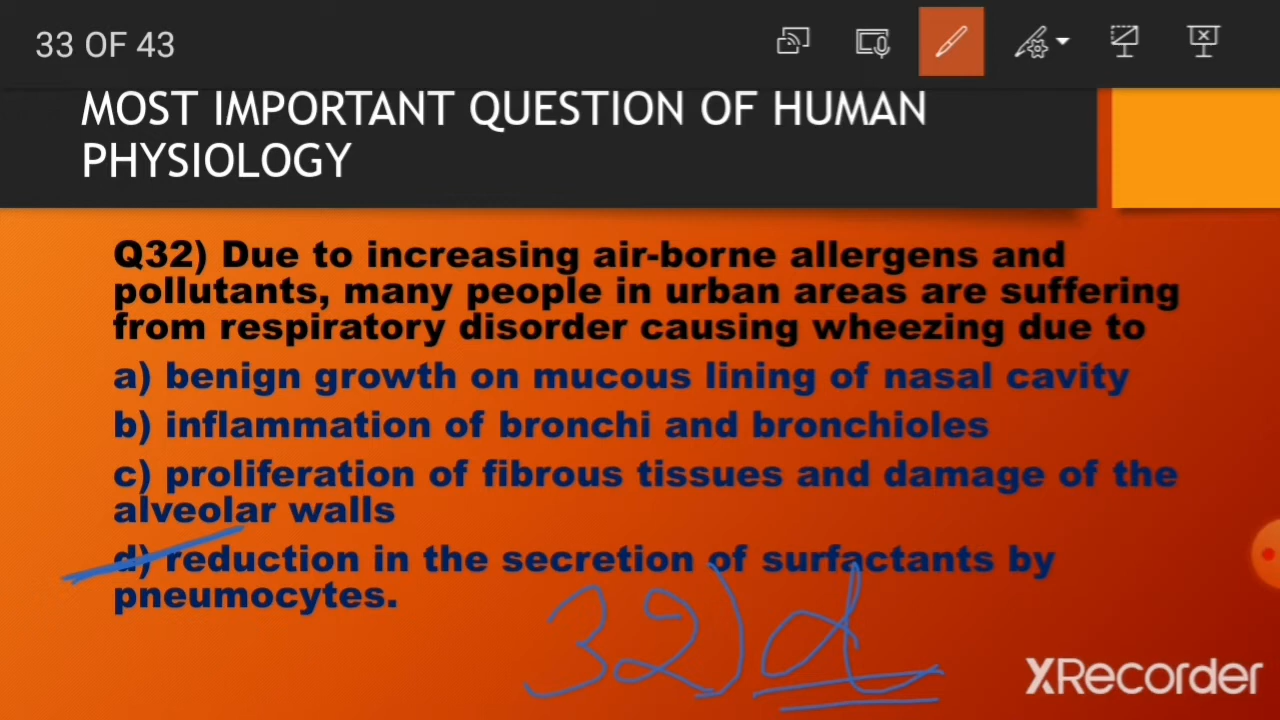 33 OF 43
MOST IMPORTANT QUESTION OF HUMAN
PHYSIOLOGY
Q32) Due to increasing air-borne allergens and
pollutants, many people in urban areas are suffering
from respiratory disorder causing wheezing due to
a) benign growth on mucous lining of nasal cavity
b) inflammation of bronchi and bronchioles
c) proliferation of fibrous tissues and damage of the
alveolar walls
d) reduction in the secretion of surfactants by
pneumocytes.
32) d
XRecorder